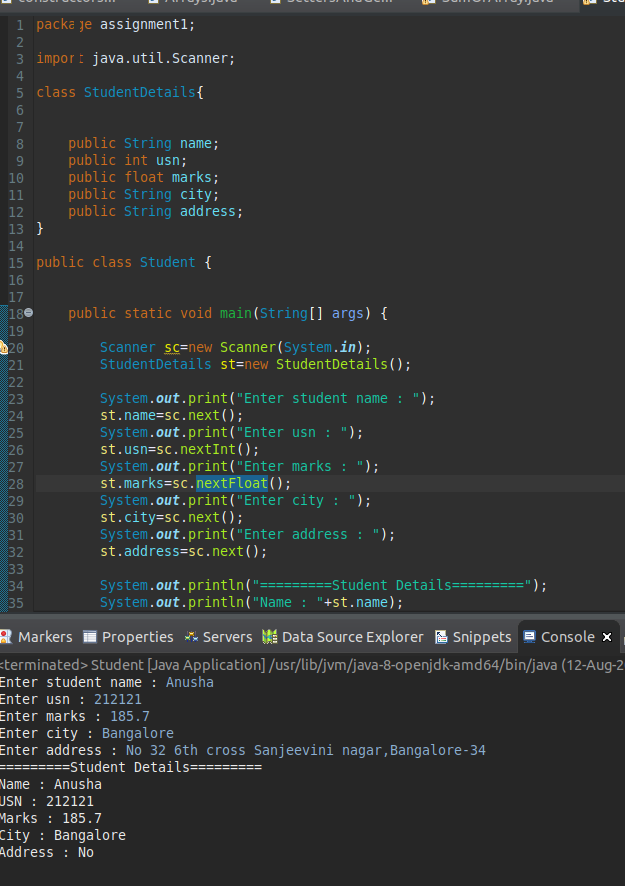 1 package assignment1;
2
3 import java.util.Scanner;
4
5 class StudentDetails{
6
7
8 public String name;
9 public int usn;
10 public float marks;
11 public String city;
12 public String address;
13 }
14
15 public class Student {
16
17
18 public static void main(String[] args) {
19
20 Scanner sc=new Scanner(System.in);
21 StudentDetails st=new StudentDetails();
22
23 System.out.print("Enter student name : ");
24 st.name=sc.next();
25 System.out.print("Enter usn : ");
26 st.usn=sc.nextInt();
27 System.out.print("Enter marks : ");
28 st.marks=sc.nextFloat();
29 System.out.print("Enter city : ");
30 st.city=sc.next();
31 System.out.print("Enter address : ");
32 st.address=sc.next();
33
34 System.out.println("=========Student Details=========");
35 System.out.println("Name : "+st.name);
Markers Properties Servers Data Source Explorer Snippets Console
<terminated> Student [Java Application] /usr/lib/jvm/java-8-openjdk-amd64/bin/java (12-Aug-2
Enter student name : Anusha
Enter usn : 212121
Enter marks : 185.7
Enter city : Bangalore
Enter address : No 32 6th cross Sanjeevini nagar,Bangalore-34
=========Student Details=========
Name : Anusha
USN : 212121
Marks : 185.7
City : Bangalore
Address : No